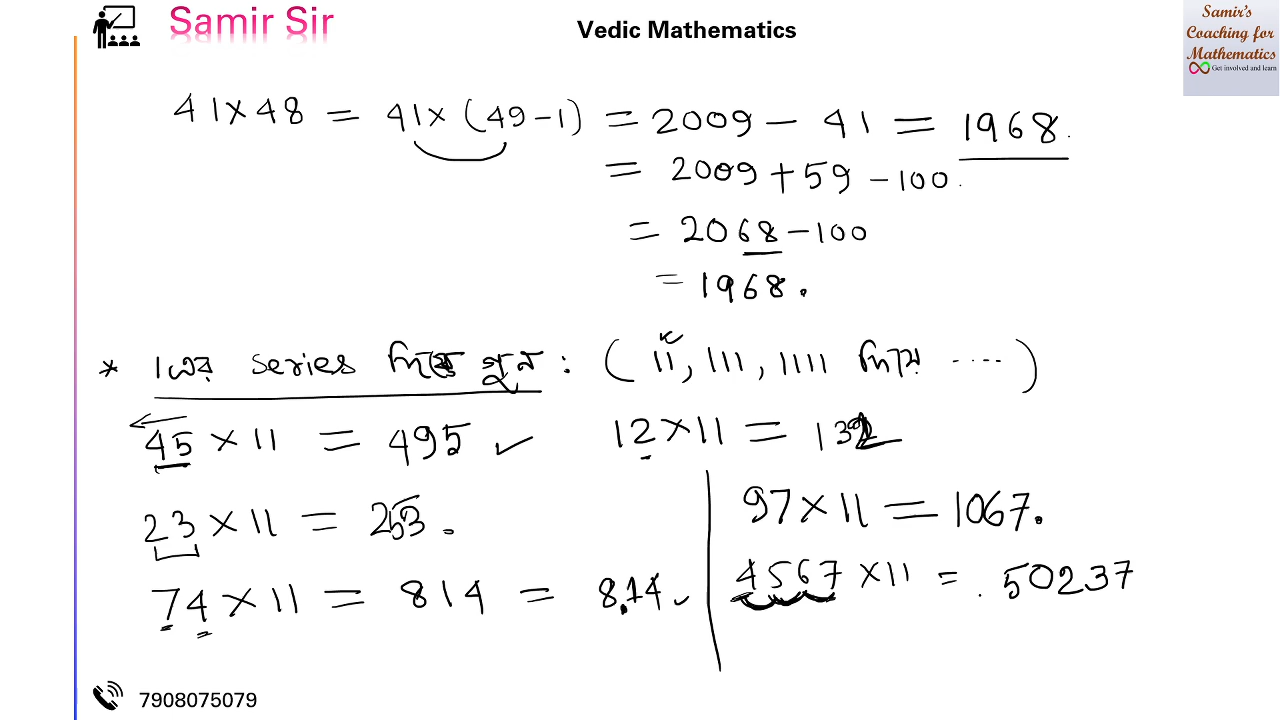 Samir Sir
Vedic Mathematics
Samir's
Coaching for
Mathematics
Get involved and learn
41×48 = 41×(49-1) = 2009 - 41 = 1968.
= 2009 + 59 - 100.
= 2068 - 100
= 1968.
* 1এর series দিয়ে গুন : (11, 111, 1111 দিয়ে ....)
45 × 11 = 495 ✓ 12 × 11 = 132
23 × 11 = 253.
97 × 11 = 1067.
74 × 11 = 814 = 8,14 ✓
4567 × 11 = 50237
7908075079